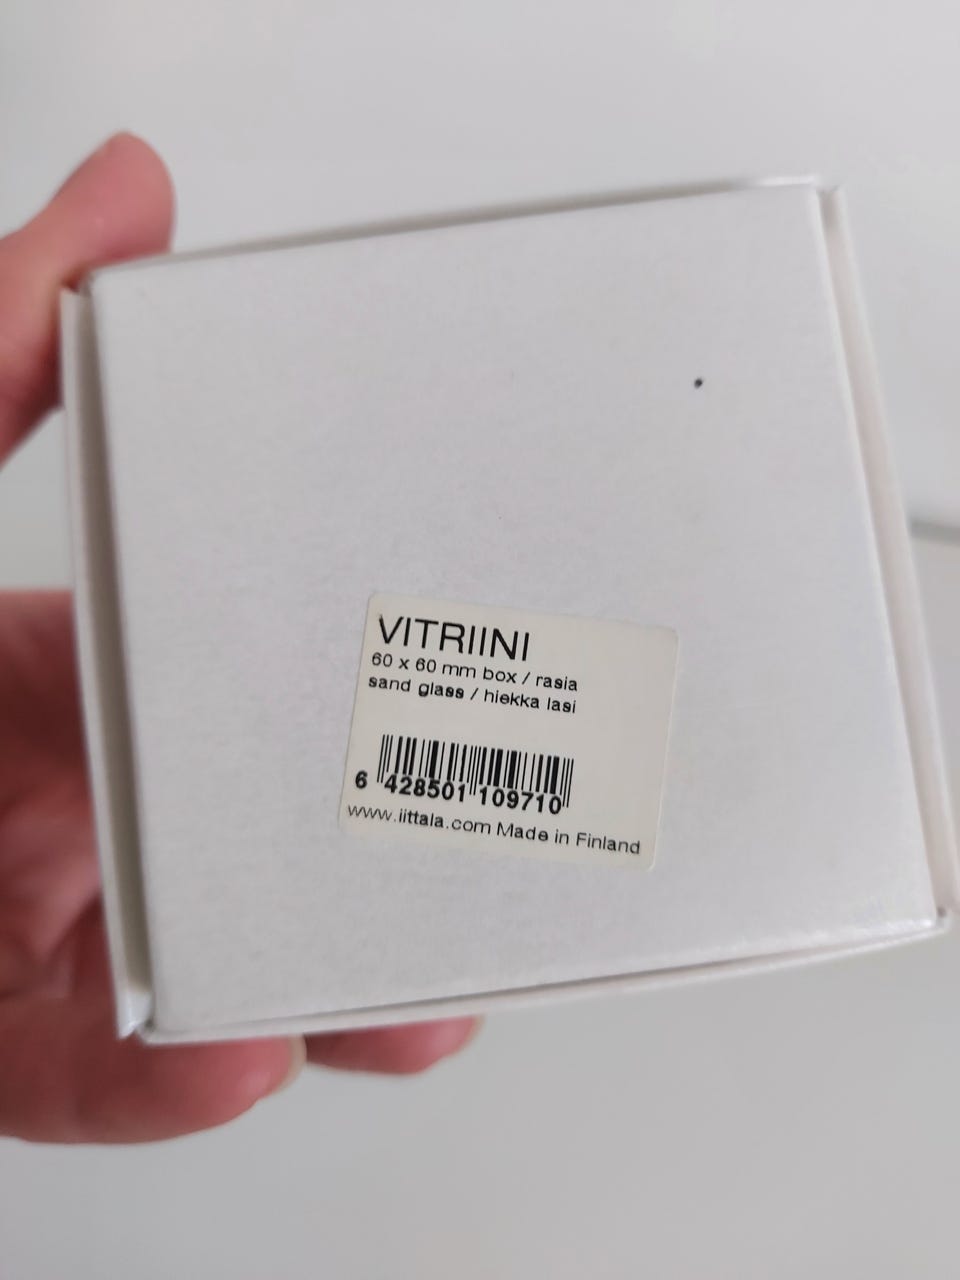 VITRIINI
60 x 60 mm box / rasia
sand glass / hiekka lasi
6 428501 109710
www.iittala.com Made in Finland